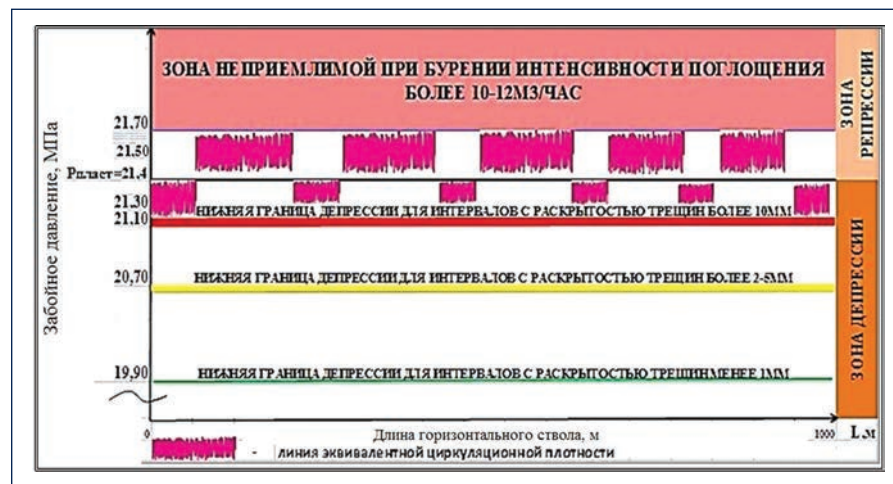 ЗОНА НЕПРИЕМЛИМОЙ ПРИ БУРЕНИИ ИНТЕНСИВНОСТИ ПОГЛОЩЕНИЯ
БОЛЕЕ 10-12М3/ЧАС
ЗОНА
РЕПРЕССИИ
Забойное давление, МПа
21,70
21,50
Рпласт=21,4
21,30
НИЖНЯЯ ГРАНИЦА ДЕПРЕССИИ ДЛЯ ИНТЕРВАЛОВ С РАСКРЫТОСТЬЮ ТРЕЩИН БОЛЕЕ 10ММ
21,10
НИЖНЯЯ ГРАНИЦА ДЕПРЕССИИ ДЛЯ ИНТЕРВАЛОВ С РАСКРЫТОСТЬЮ ТРЕЩИН БОЛЕЕ 2-5ММ
20,70
ЗОНА ДЕПРЕССИИ
НИЖНЯЯ ГРАНИЦА ДЕПРЕССИИ ДЛЯ ИНТЕРВАЛОВ С РАСКРЫТОСТЬЮ ТРЕЩИН МЕНЕЕ 1ММ
19,90
0
Длина горизонтального ствола, м
1000
L м
- линия эквивалентной циркуляционной плотности